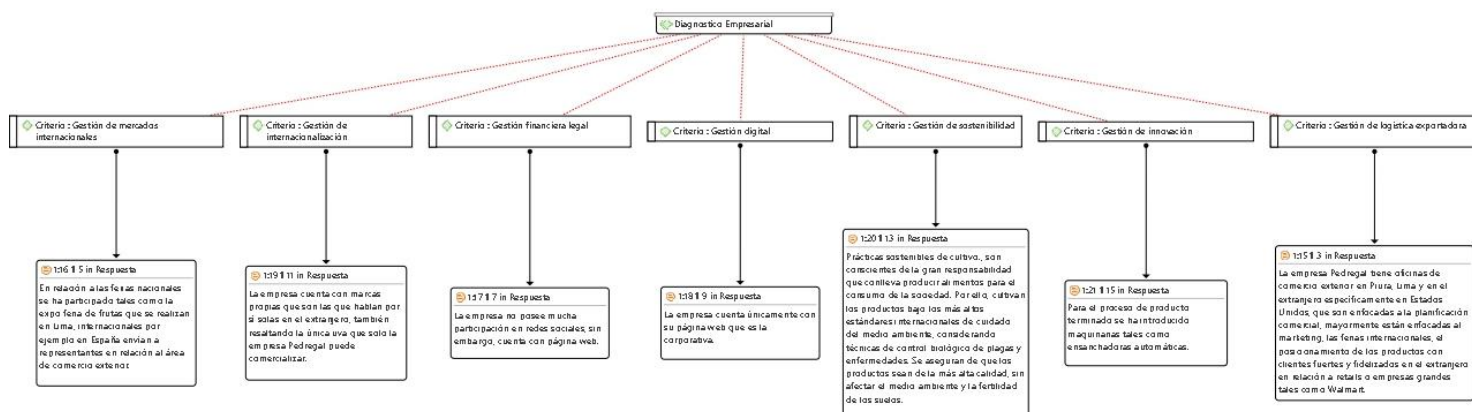 Diagnostico Empresarial
Criterio : Gestión de mercados
internacionales
Criterio : Gestión de
internacionalización
Criterio : Gestión financiera legal
Criterio : Gestión digital
Criterio : Gestión de sostenibilidad
Criterio : Gestión de innovación
Criterio : Gestión de logística exportadora
1:16 ¶ 5 in Respuesta
En relación a las ferias nacionales
se ha participado tales como la
expo feria de frutas que se realizan
en Lima, internacionales por
ejemplo en España envían a
representantes en relación al área
de comercio exterior.
1:19 ¶ 11 in Respuesta
La empresa cuenta con marcas
propias que son las que hablan por
sí solas en el extranjero, también
resaltando la única uva que solo la
empresa Pedregal puede
comercializar.
1:17 ¶ 7 in Respuesta
La empresa no posee mucha
participación en redes sociales, sin
embargo, cuenta con página web.
1:18 ¶ 9 in Respuesta
La empresa cuenta únicamente con
su página web que es la
corporativa.
1:20 ¶ 13 in Respuesta
Prácticas sostenibles de cultivo., son
conscientes de la gran responsabilidad
que conlleva producir alimentos para el
consumo de la sociedad. Por ello, cultivan
los productos bajo los más altos
estándares internacionales de cuidado
del medio ambiente, considerando
técnicas de control biológico de plagas y
enfermedades. Se aseguran de que los
productos sean de la más alta calidad, sin
afectar el medio ambiente y la fertilidad
de los suelos.
1:21 ¶ 15 in Respuesta
Para el proceso de producto
terminado se ha introducido
maquinarias tales como
ensanchadoras automáticas.
1:15 ¶ 3 in Respuesta
La empresa Pedregal tiene oficinas de
comercio exterior en Piura, Lima y en el
extranjero específicamente en Estados
Unidos, que son enfocadas a la planificación
comercial, mayormente están enfocadas al
marketing, las ferias internacionales, el
posicionamiento de los productos con
clientes fuertes y fidelizados en el extranjero
en relación a retails o empresas grandes
tales como Walmart.